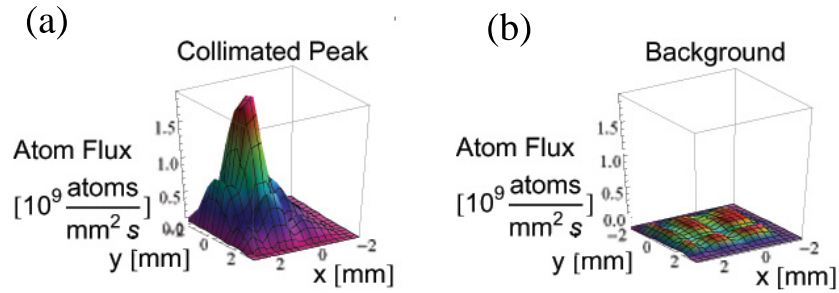 (a)
Collimated Peak
Atom Flux
[10^9 atoms/mm^2 s]
1.5
1.0
0.5
0.0
0
2
y [mm]
2
0
-2
x [mm]
(b)
Background
Atom Flux
[10^9 atoms/mm^2 s]
1.5
1.0
0.5
0.0
-2
0
2
y [mm]
2
0
-2
x [mm]